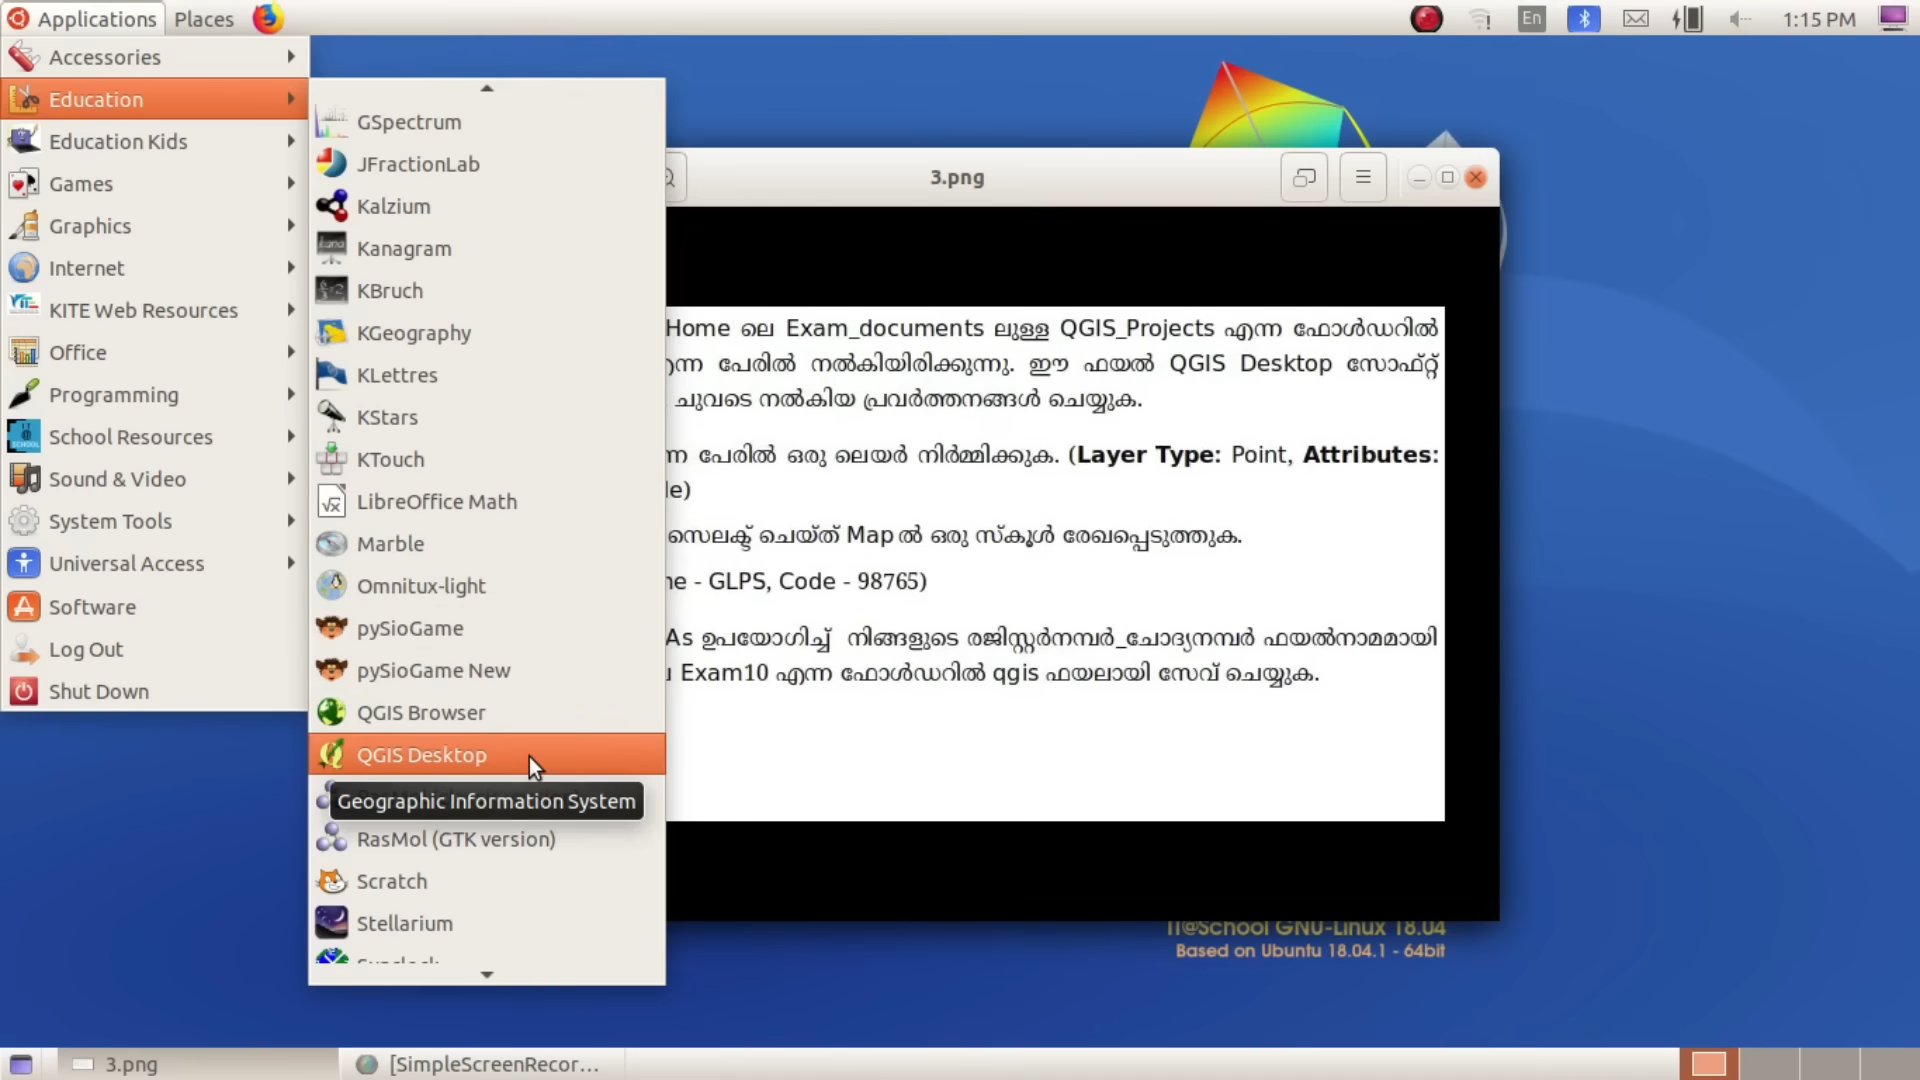 Applications Places En 1:15 PM
Accessories
Education
Education Kids
Games
Graphics
Internet
KITE Web Resources
Office
Programming
School Resources
Sound & Video
System Tools
Universal Access
Software
Log Out
Shut Down
GSpectrum
JFractionLab
Kalzium
Kanagram
KBruch
KGeography
KLettres
KStars
KTouch
LibreOffice Math
Marble
Omnitux-light
pySioGame
pySioGame New
QGIS Browser
QGIS Desktop
Geographic Information System
RasMol (GTK version)
Scratch
Stellarium
3.png
Home ലെ Exam_documents ലുള്ള QGIS_Projects എന്ന ഫോൾഡറിൽ
പേരിൽ നൽകിയിരിക്കുന്നു. ഈ ഫയൽ QGIS Desktop സോഫ്റ്റ്
ചുവടെ നൽകിയ പ്രവർത്തനങ്ങൾ ചെയ്യുക.
പേരിൽ ഒരു ലെയർ നിർമ്മിക്കുക. (Layer Type: Point, Attributes:
സെലക്ട് ചെയ്ത് Map ൽ ഒരു സ്കൂൾ രേഖപ്പെടുത്തുക.
- GLPS, Code - 98765)
As ഉപയോഗിച്ച് നിങ്ങളുടെ രജിസ്റ്റർനമ്പർ_ചോദ്യനമ്പർ ഫയൽനാമമായി
Exam10 എന്ന ഫോൾഡറിൽ qgis ഫയലായി സേവ് ചെയ്യുക.
IT@School GNU-Linux 18.04
Based on Ubuntu 18.04.1 - 64bit
3.png [SimpleScreenRecor...